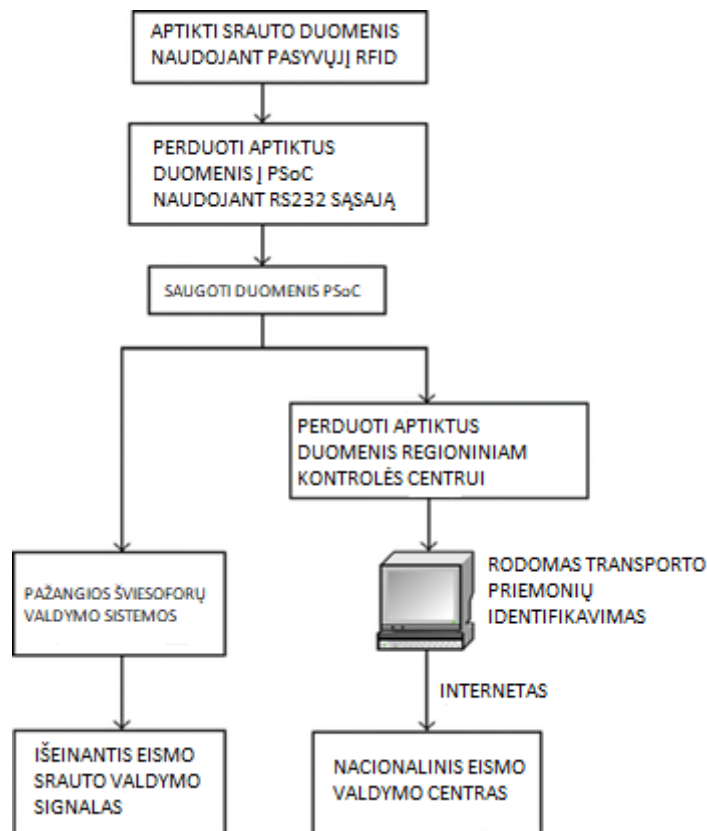 APTIKTI SRAUTO DUOMENIS
NAUDOJANT PASYVŲJĮ RFID
PERDUOTI APTIKTUS
DUOMENIS Į PSoC
NAUDOJANT RS232 SĄSAJĄ
SAUGOTI DUOMENIS PSoC
PERDUOTI APTIKTUS
DUOMENIS REGIONINIAM
KONTROLĖS CENTRUI
PAŽANGIOS ŠVIESOFORŲ
VALDYMO SISTEMOS
RODOMAS TRANSPORTO
PRIEMONIŲ
IDENTIFIKAVIMAS
INTERNETAS
IŠEINANTIS EISMO
SRAUTO VALDYMO
SIGNALAS
NACIONALINIS EISMO
VALDYMO CENTRAS